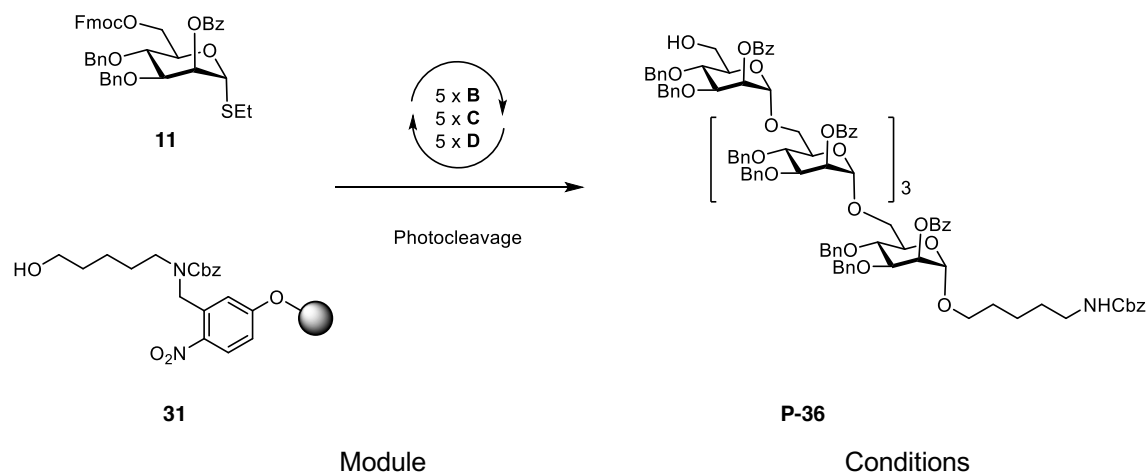 FmocO OBz
O
BnO
BnO
SEt
11
5 x B
5 x C
5 x D
Photocleavage
HO
NCbz
O
O₂N
31
HO OBz
O
BnO
BnO
O OBz
O
BnO
BnO
3
O OBz
O
BnO
BnO
O
NHCbz
P-36
Module Conditions